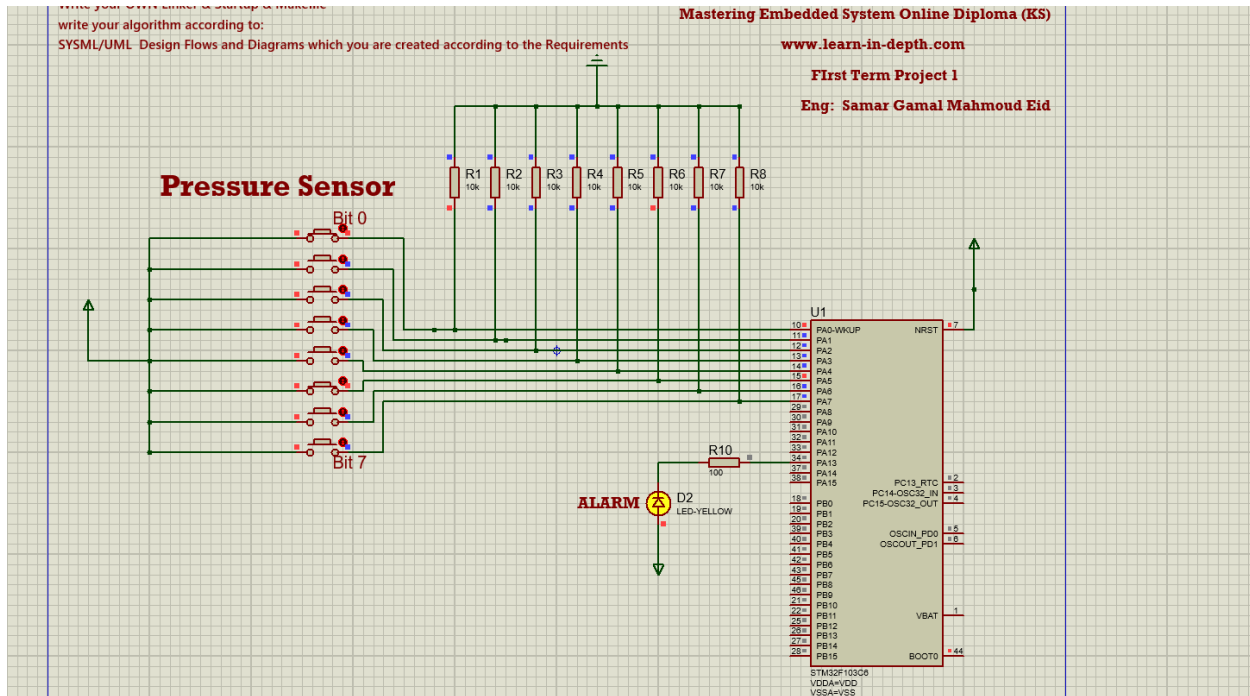 Write your OWN Linker & Startup & Makefile
write your algorithm according to:
SYSML/UML Design Flows and Diagrams which you are created according to the Requirements
Mastering Embedded System Online Diploma (KS)
www.learn-in-depth.com
FIrst Term Project 1
Eng: Samar Gamal Mahmoud Eid
R1 R2 R3 R4 R5 R6 R7 R8
10k 10k 10k 10k 10k 10k 10k 10k
Pressure Sensor
Bit 0
Bit 7
U1
10 PA0-WKUP NRST 7
11 PA1
12 PA2
13 PA3
14 PA4
15 PA5
16 PA6
17 PA7
29 PA8
30 PA9
31 PA10
32 PA11
33 PA12
34 PA13
37 PA14
38 PA15 PC13_RTC 2
PC14-OSC32_IN 3
18 PB0 PC15-OSC32_OUT 4
19 PB1
20 PB2
39 PB3 OSCIN_PD0 5
40 PB4 OSCOUT_PD1 6
41 PB5
42 PB6
43 PB7
45 PB8
46 PB9
21 PB10
22 PB11 VBAT 1
25 PB12
26 PB13
27 PB14
28 PB15 BOOT0 44
STM32F103C6
VDDA=VDD
VSSA=VSS
R10
100
ALARM
D2
LED-YELLOW